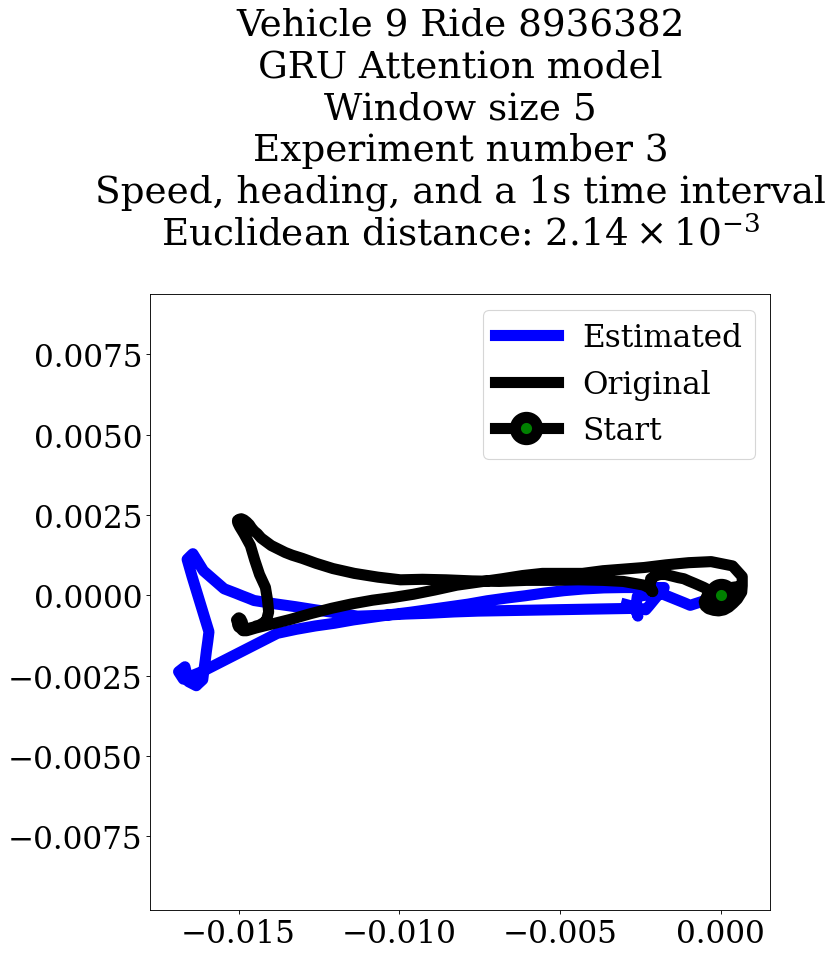 Vehicle 9 Ride 8936382
GRU Attention model
Window size 5
Experiment number 3
Speed, heading, and a 1s time interval
Euclidean distance: 2.14 × 10⁻³
Estimated
Original
Start
0.0075
0.0050
0.0025
0.0000
−0.0025
−0.0050
−0.0075
−0.015 −0.010 −0.005 0.000